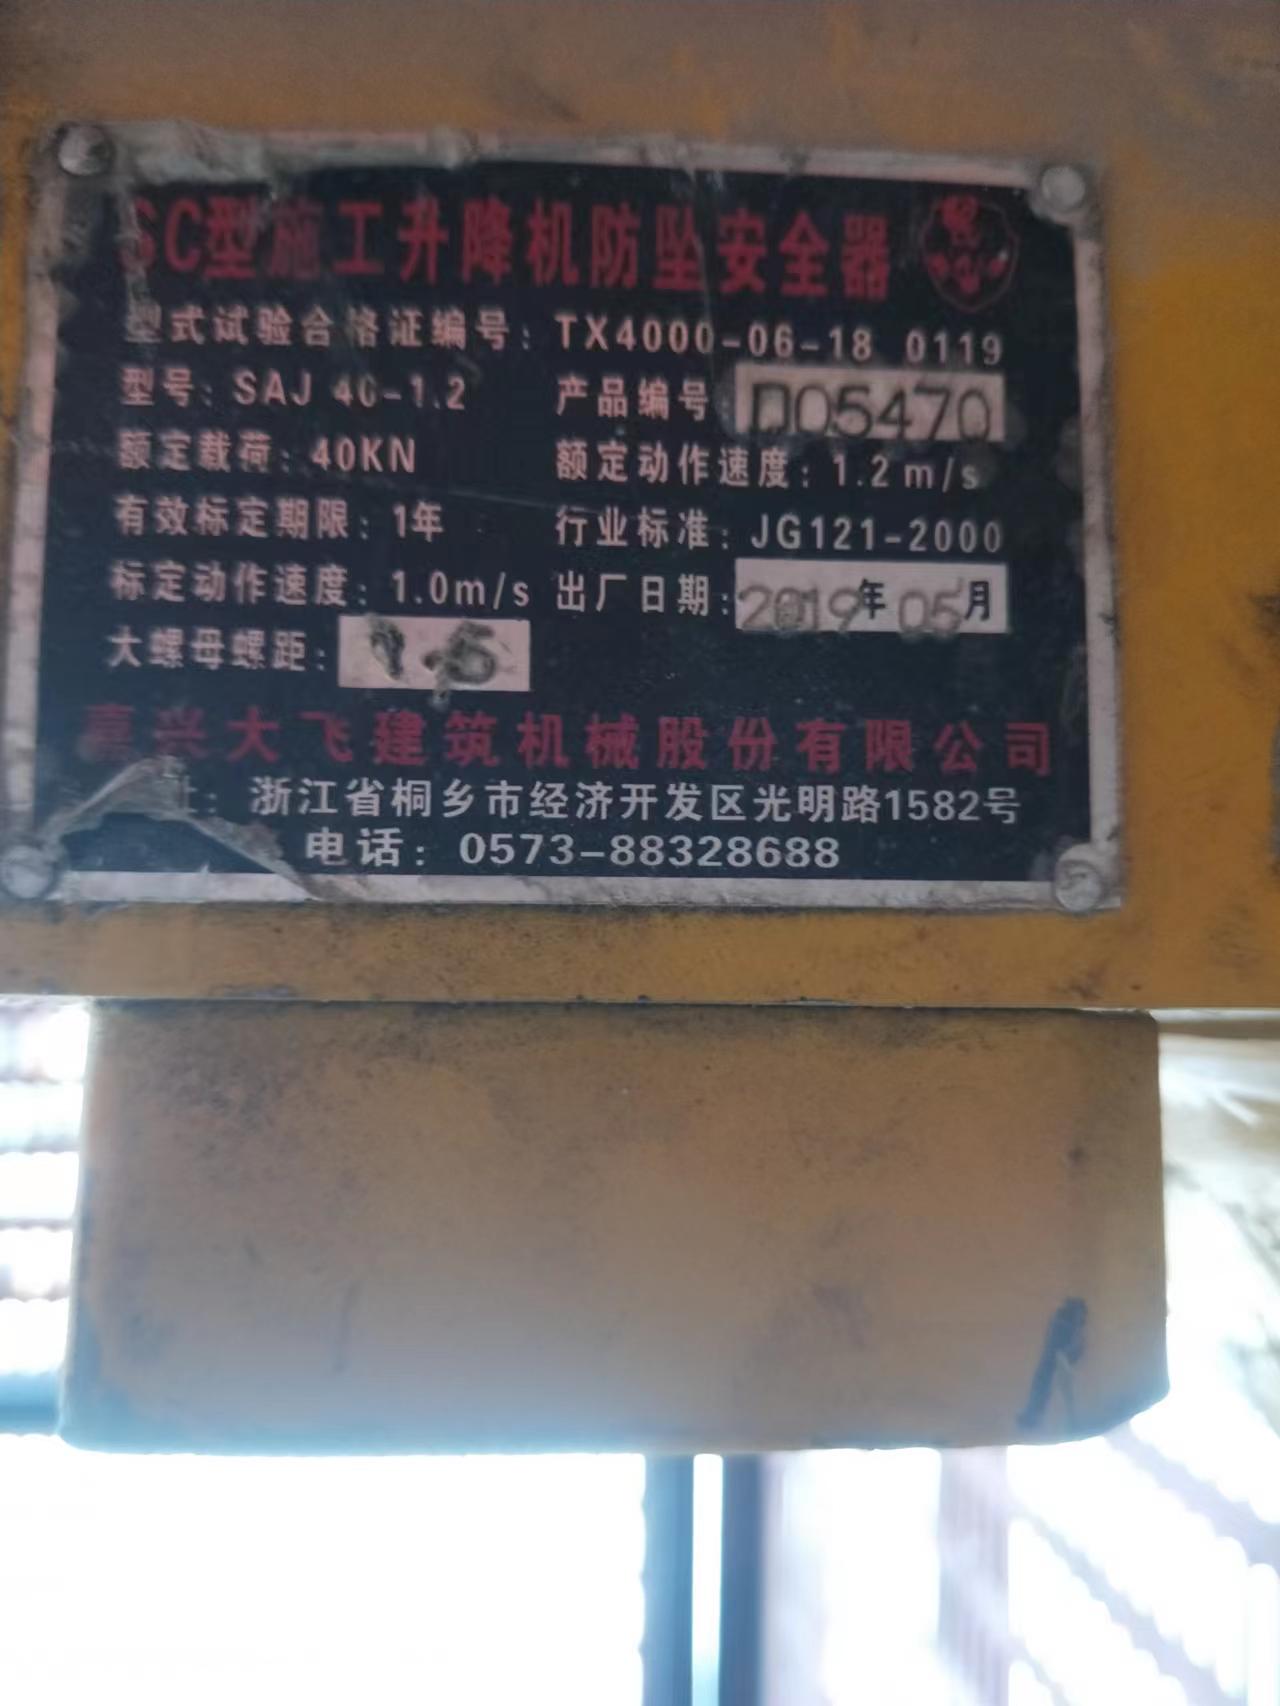 SC型施工升降机防坠安全器
型式试验合格证编号: TX4000-06-18 0119
型号: SAJ 40-1.2 产品编号: D05470
额定载荷: 40KN 额定动作速度: 1.2m/s
有效标定期限: 1年 行业标准: JG121-2000
标定动作速度: 1.0m/s 出厂日期: 2019年05月
大螺母螺距: 1.5
嘉兴大飞建筑机械股份有限公司
址: 浙江省桐乡市经济开发区光明路1582号
电话: 0573-88328688